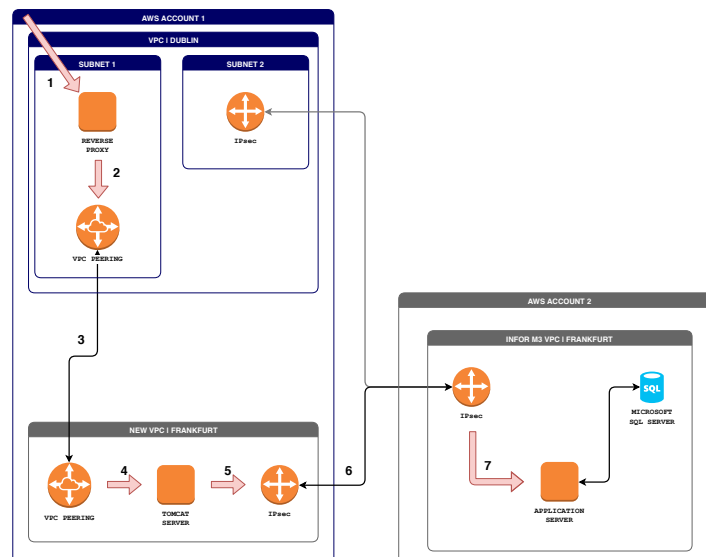 AWS ACCOUNT 1
VPC | DUBLIN
SUBNET 1
SUBNET 2
1
REVERSE
PROXY
IPsec
2
VPC PEERING
3
AWS ACCOUNT 2
INFOR M3 VPC | FRANKFURT
IPsec
SQL
MICROSOFT
SQL SERVER
NEW VPC | FRANKFURT
4
5
6
7
VPC PEERING
TOMCAT
SERVER
IPsec
APPLICATION
SERVER